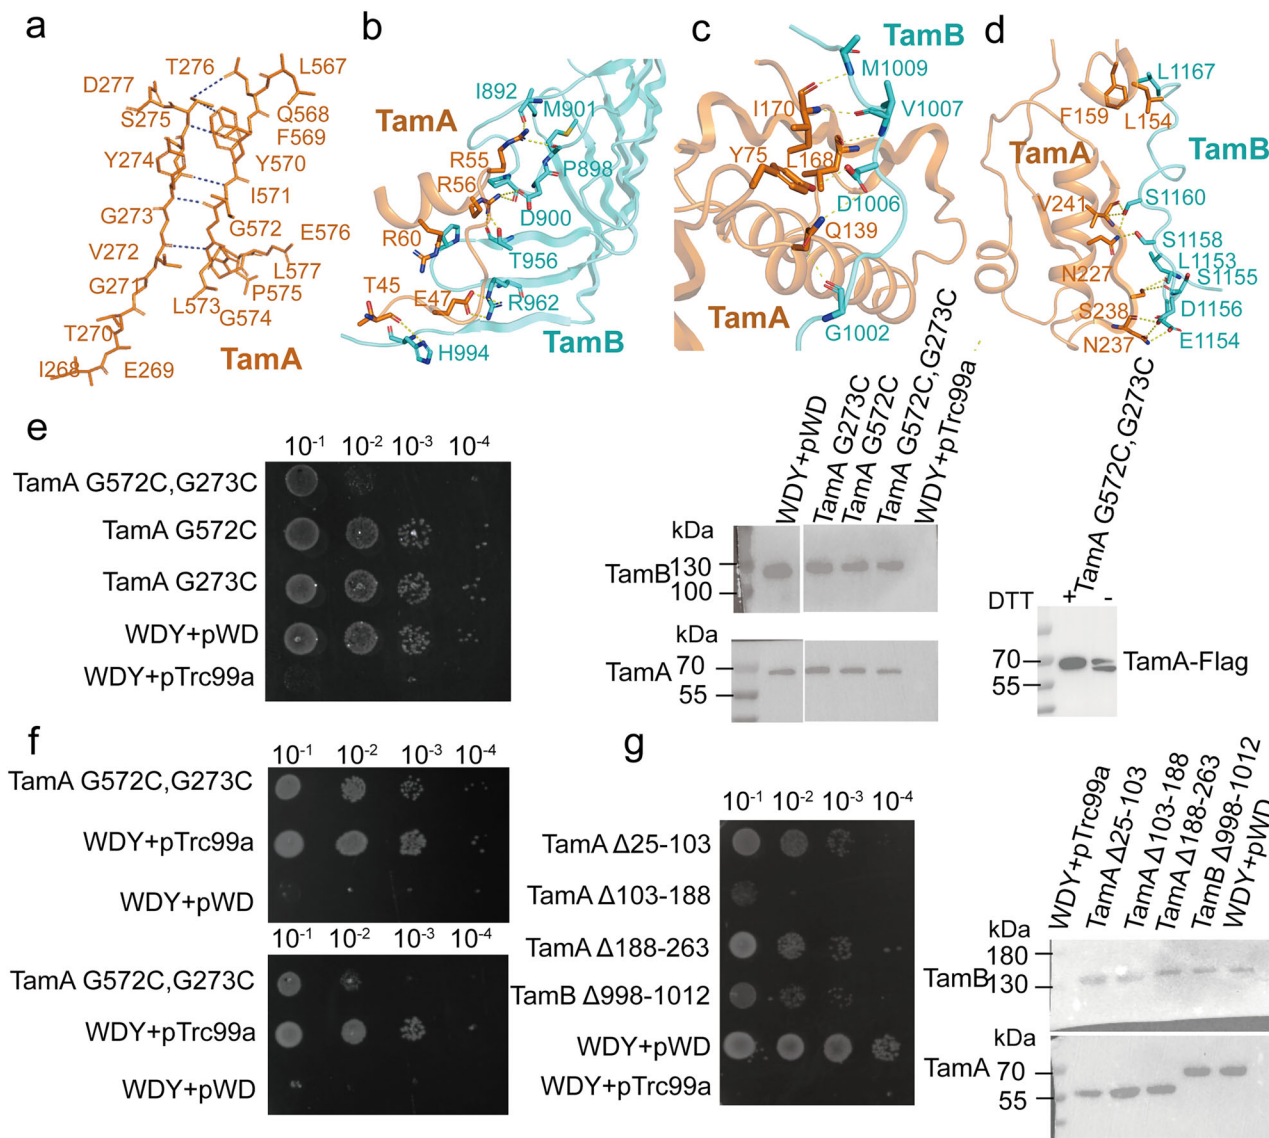 a
T276
L567
D277
S275
Q568
F569
Y274
Y570
I571
G273
G572
E576
V272
L577
G271
P575
L573
G574
T270
I268
E269
TamA
b
I892
M901
TamA
R55
P898
R56
D900
R60
T956
T45
E47
R962
H994
TamB
c
TamB
M1009
I170
V1007
Y75
L168
D1006
Q139
TamA
G1002
d
L1167
F159
L154
TamA
TamB
V241
S1160
S1158
N227
L1153
S1155
S238
D1156
N237
E1154
e
10-1 10-2 10-3 10-4
TamA G572C,G273C
TamA G572C
TamA G273C
WDY+pWD
WDY+pTrc99a
WDY+pWD
TamA G273C
TamA G572C
TamA G572C,G273C
WDY+pTrc99a
kDa
TamB
130
100
kDa
TamA
70
55
TamA G572C,G273C
DTT + -
70
55
TamA-Flag
f
10-1 10-2 10-3 10-4
TamA G572C,G273C
WDY+pTrc99a
WDY+pWD
10-1 10-2 10-3 10-4
TamA G572C,G273C
WDY+pTrc99a
WDY+pWD
g
10-1 10-2 10-3 10-4
TamA Δ25-103
TamA Δ103-188
TamA Δ188-263
TamB Δ998-1012
WDY+pWD
WDY+pTrc99a
WDY+pTrc99a
TamA Δ25-103
TamA Δ103-188
TamA Δ188-263
TamB Δ998-1012
WDY+pWD
kDa
180
TamB
130
kDa
TamA
70
55